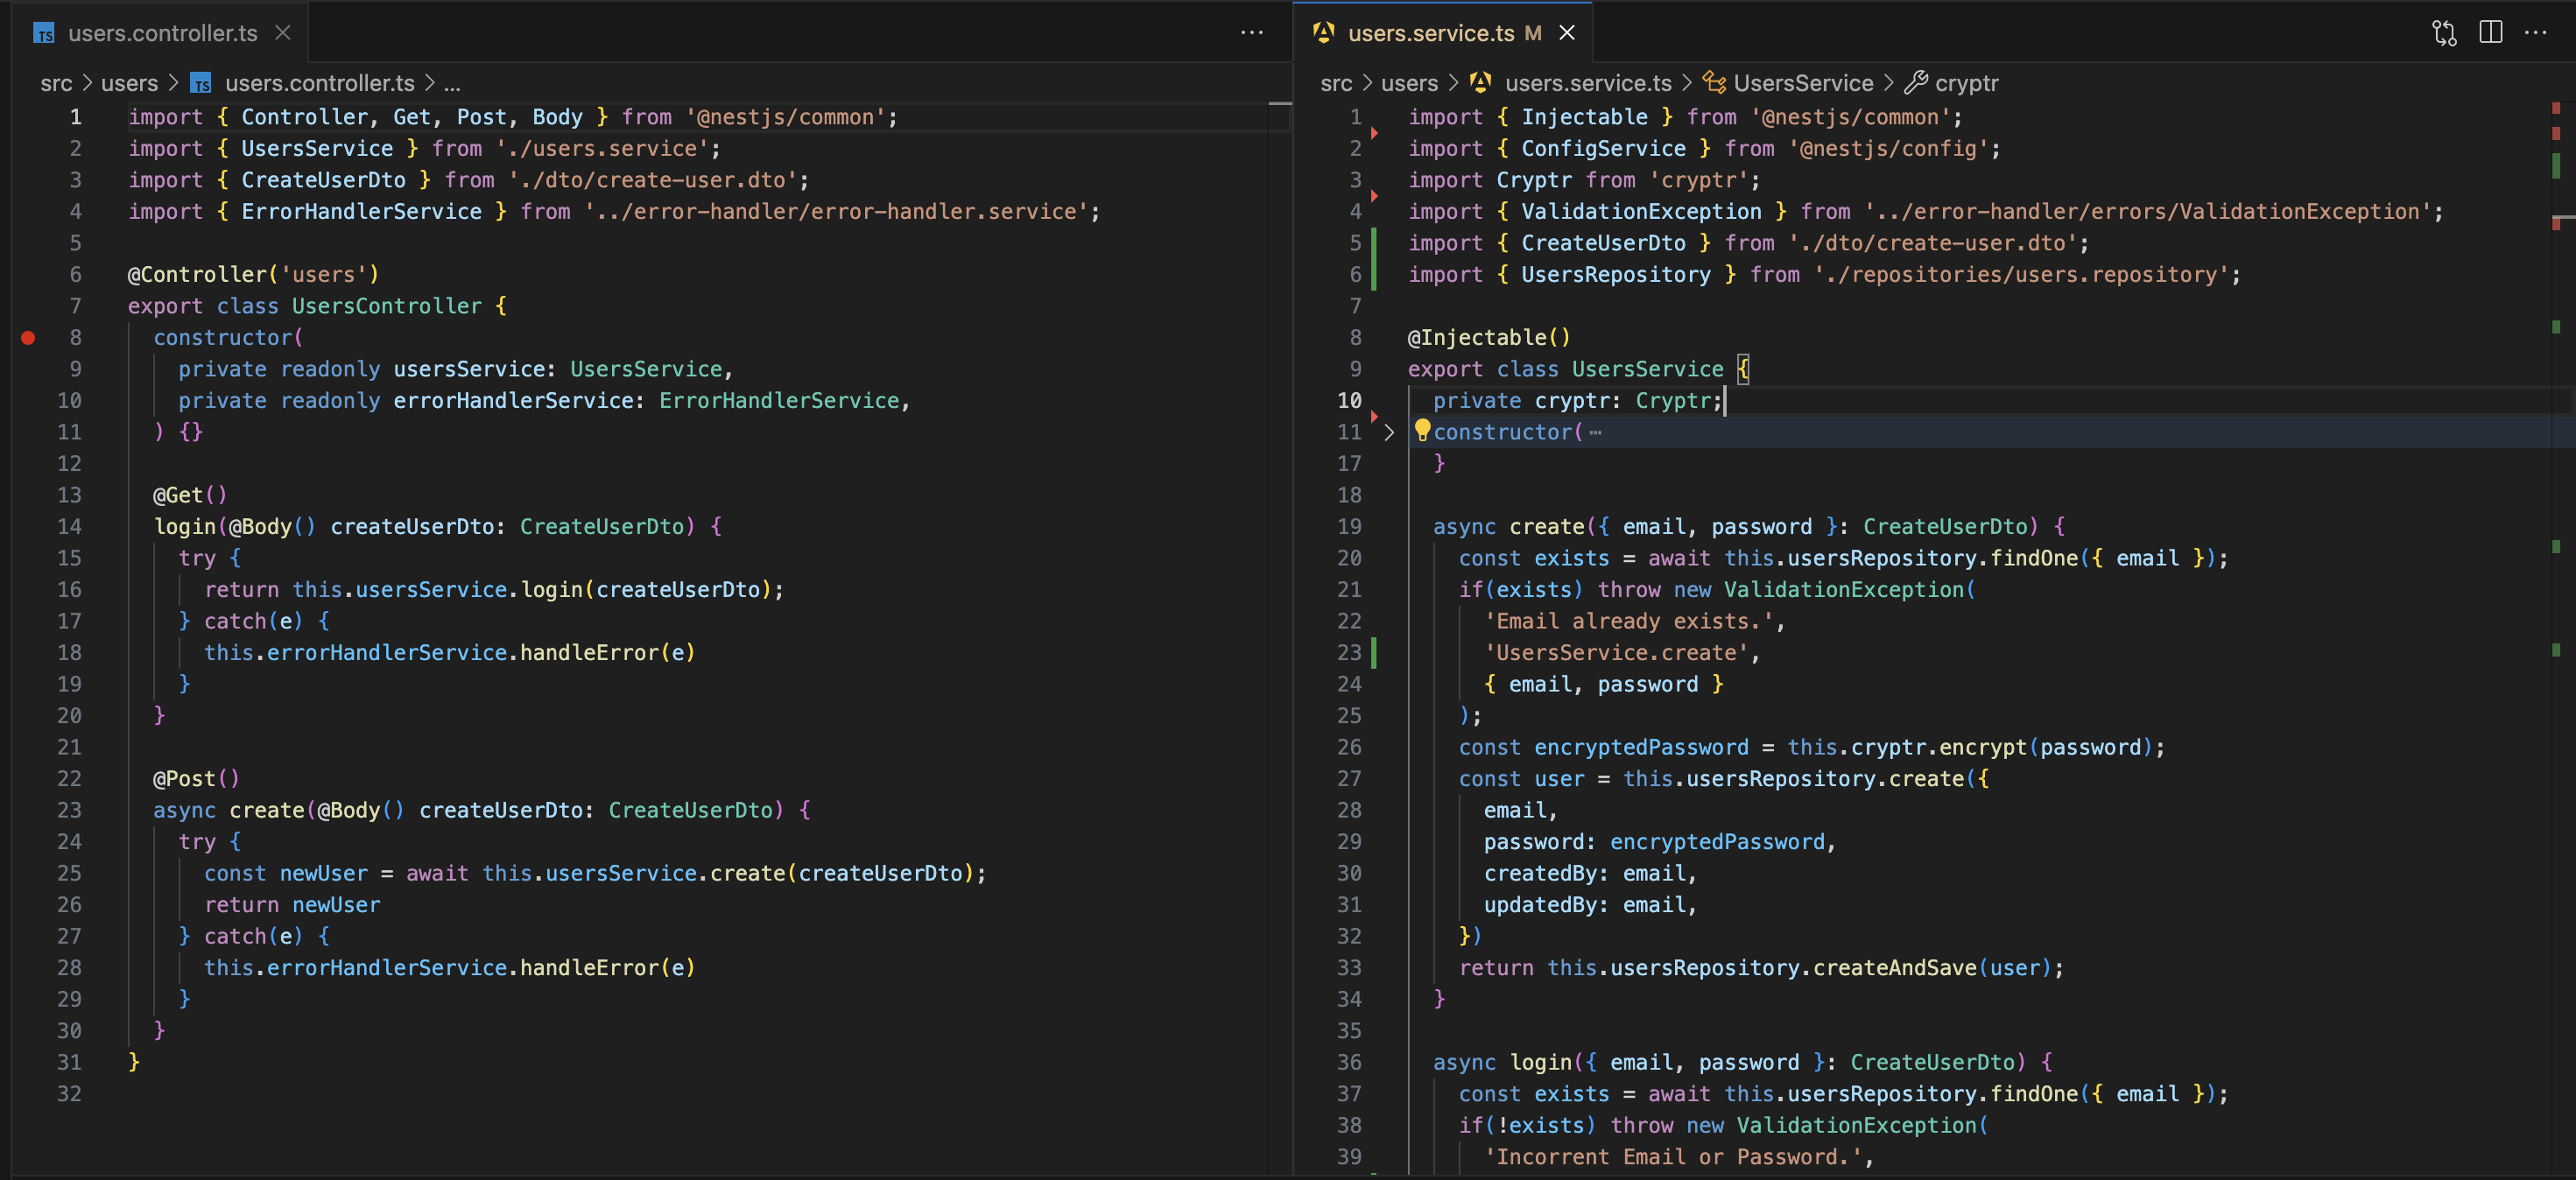 users.controller.ts
src > users > users.controller.ts > ...
1 import { Controller, Get, Post, Body } from '@nestjs/common';
2 import { UsersService } from './users.service';
3 import { CreateUserDto } from './dto/create-user.dto';
4 import { ErrorHandlerService } from '../error-handler/error-handler.service';
5
6 @Controller('users')
7 export class UsersController {
8 constructor(
9 private readonly usersService: UsersService,
10 private readonly errorHandlerService: ErrorHandlerService,
11 ) {}
12
13 @Get()
14 login(@Body() createUserDto: CreateUserDto) {
15 try {
16 return this.usersService.login(createUserDto);
17 } catch(e) {
18 this.errorHandlerService.handleError(e)
19 }
20 }
21
22 @Post()
23 async create(@Body() createUserDto: CreateUserDto) {
24 try {
25 const newUser = await this.usersService.create(createUserDto);
26 return newUser
27 } catch(e) {
28 this.errorHandlerService.handleError(e)
29 }
30 }
31 }
32
users.service.ts M
src > users > users.service.ts > UsersService > cryptr
1 import { Injectable } from '@nestjs/common';
2 import { ConfigService } from '@nestjs/config';
3 import Cryptr from 'cryptr';
4 import { ValidationException } from '../error-handler/errors/ValidationException';
5 import { CreateUserDto } from './dto/create-user.dto';
6 import { UsersRepository } from './repositories/users.repository';
7
8 @Injectable()
9 export class UsersService {
10 private cryptr: Cryptr;
11 constructor( ⋯
17 }
18
19 async create({ email, password }: CreateUserDto) {
20 const exists = await this.usersRepository.findOne({ email });
21 if(exists) throw new ValidationException(
22 'Email already exists.',
23 'UsersService.create',
24 { email, password }
25 );
26 const encryptedPassword = this.cryptr.encrypt(password);
27 const user = this.usersRepository.create({
28 email,
29 password: encryptedPassword,
30 createdBy: email,
31 updatedBy: email,
32 })
33 return this.usersRepository.createAndSave(user);
34 }
35
36 async login({ email, password }: CreateUserDto) {
37 const exists = await this.usersRepository.findOne({ email });
38 if(!exists) throw new ValidationException(
39 'Incorrent Email or Password.',